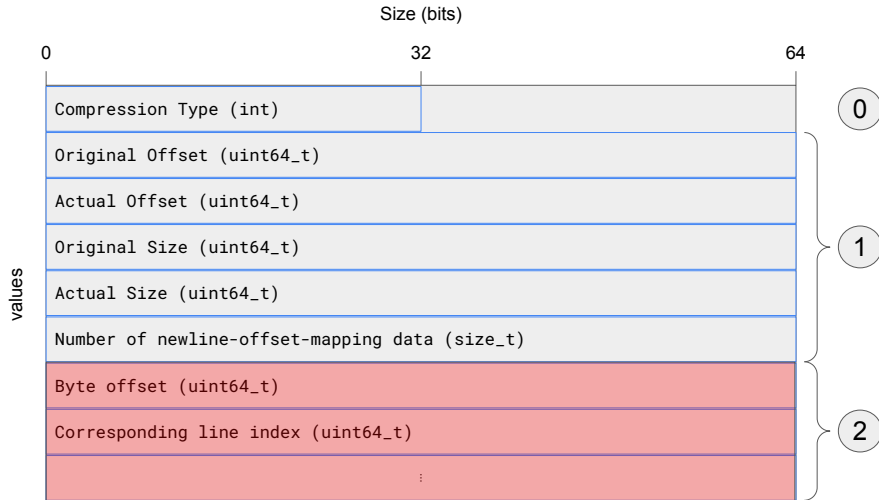 Size (bits)
0 32 64
Compression Type (int)
0
Original Offset (uint64_t)
Actual Offset (uint64_t)
Original Size (uint64_t)
1
Actual Size (uint64_t)
Number of newline-offset-mapping data (size_t)
values
Byte offset (uint64_t)
Corresponding line index (uint64_t)
2
⋮